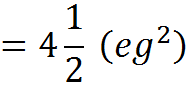 = 4 1/2 (eg²)